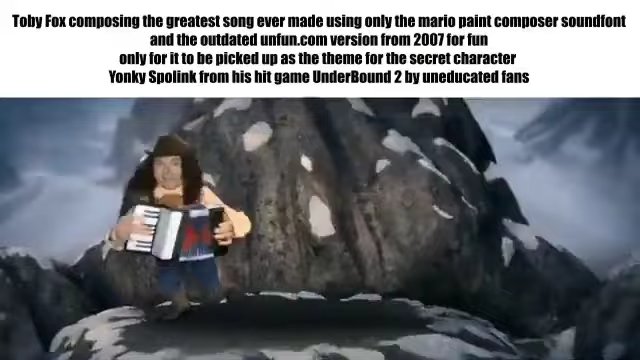 Toby Fox composing the greatest song ever made using only the mario paint composer soundfont
and the outdated unfun.com version from 2007 for fun
only for it to be picked up as the theme for the secret character
Yonky Spolink from his hit game UnderBound 2 by uneducated fans